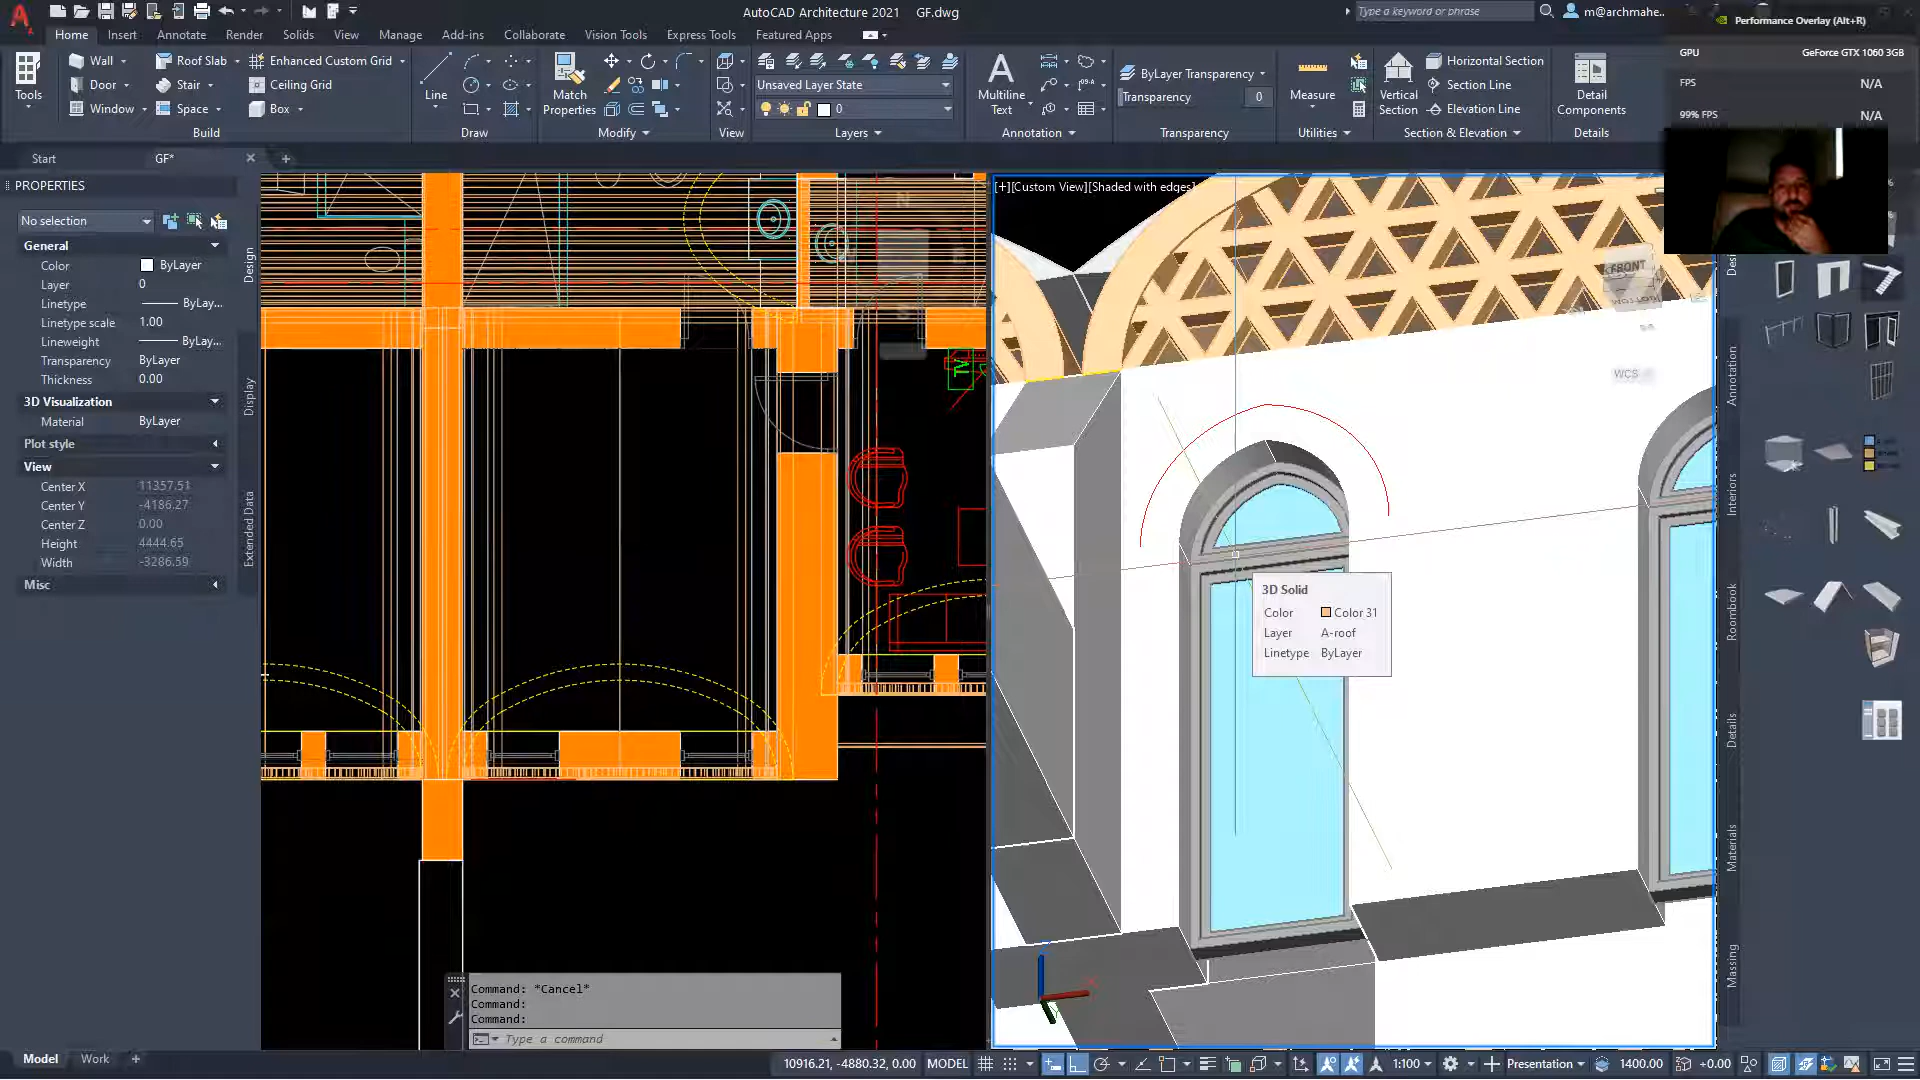 AutoCAD Architecture 2021 GF.dwg
Type a keyword or phrase
m@archmahe...
Performance Overlay (Alt+R)
GPU GeForce GTX 1060 3GB
FPS N/A
99% FPS N/A
Home Insert Annotate Render Solids View Manage Add-ins Collaborate Vision Tools Express Tools Featured Apps
Tools
Wall Roof Slab Enhanced Custom Grid
Door Stair Ceiling Grid
Window Space Box
Build
Line
Draw
Match Properties
Modify
View
Unsaved Layer State
0
Layers
Multiline Text
Annotation
ByLayer Transparency
Transparency 0
Transparency
Measure
Utilities
Vertical Section
Horizontal Section
Section Line
Elevation Line
Section & Elevation
Detail Components
Details
Start GF*
PROPERTIES
No selection
General
Color ByLayer
Layer 0
Linetype ByLay...
Linetype scale 1.00
Lineweight ByLay...
Transparency ByLayer
Thickness 0.00
3D Visualization
Material ByLayer
Plot style
View
Center X 11357.51
Center Y -4186.27
Center Z 0.00
Height 4444.65
Width -3286.59
Misc
Design
Display
Extended Data
TV
[+][Custom View][Shaded with edges]
FRONT
WCS
3D Solid
Color Color 31
Layer A-roof
Linetype ByLayer
Annotation
Interiors
Roombook
Details
Materials
Massing
Command: *Cancel*
Command:
Command:
Type a command
Model Work +
10916.21, -4880.32, 0.00 MODEL
1:100
Presentation
1400.00
+0.00